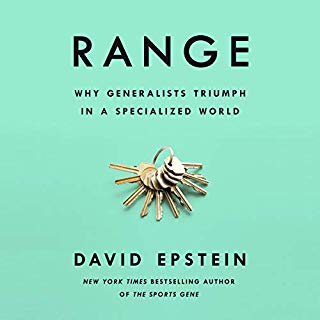 RANGE
WHY GENERALISTS TRIUMPH
IN A SPECIALIZED WORLD
DAVID EPSTEIN
NEW YORK TIMES BESTSELLING AUTHOR
OF THE SPORTS GENE